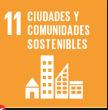 11 CIUDADES Y
COMUNIDADES
SOSTENIBLES